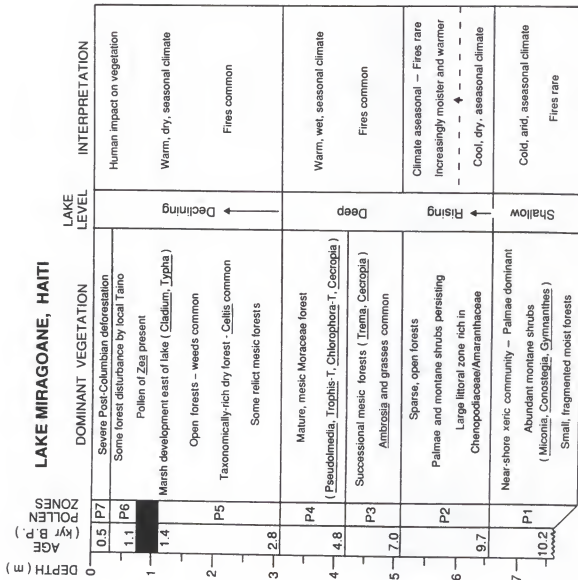 LAKE MIRAGOANE, HAITI
DEPTH ( m )
AGE
( kyr B.P. )
POLLEN
ZONES
DOMINANT VEGETATION
LAKE
LEVEL
INTERPRETATION
0
0.5
P7
Severe Post-Columbian deforestation
Human impact on vegetation
1.1
P6
Some forest disturbance by local Taino
Pollen of Zea present
1
1.4
Marsh development east of lake ( Cladium, Typha )
Declining
Warm, dry, seasonal climate
Open forests – weeds common
P5
Taxonomically-rich dry forest - Celtis common
Fires common
2
Some relict mesic forests
3
2.8
P4
Mature, mesic Moraceae forest
( Pseudolmedia, Trophis-T, Chlorophora-T, Cecropia )
Deep
Warm, wet, seasonal climate
4
4.8
P3
Successional mesic forests ( Trema, Cecropia )
Fires common
Ambrosia and grasses common
5
7.0
Sparse, open forests
Climate aseasonal – Fires rare
P2
Palmae and montane shrubs persisting
Rising
Increasingly moister and warmer
6
Large littoral zone rich in
Chenopodiaceae/Amaranthaceae
Cool, dry, aseasonal climate
9.7
Near-shore xeric community – Palmae dominant
Shallow
Cold, arid, aseasonal climate
7
P1
Abundant montane shrubs
( Miconia, Conostegia, Gymnanthes )
Fires rare
10.2
Small, fragmented moist forests